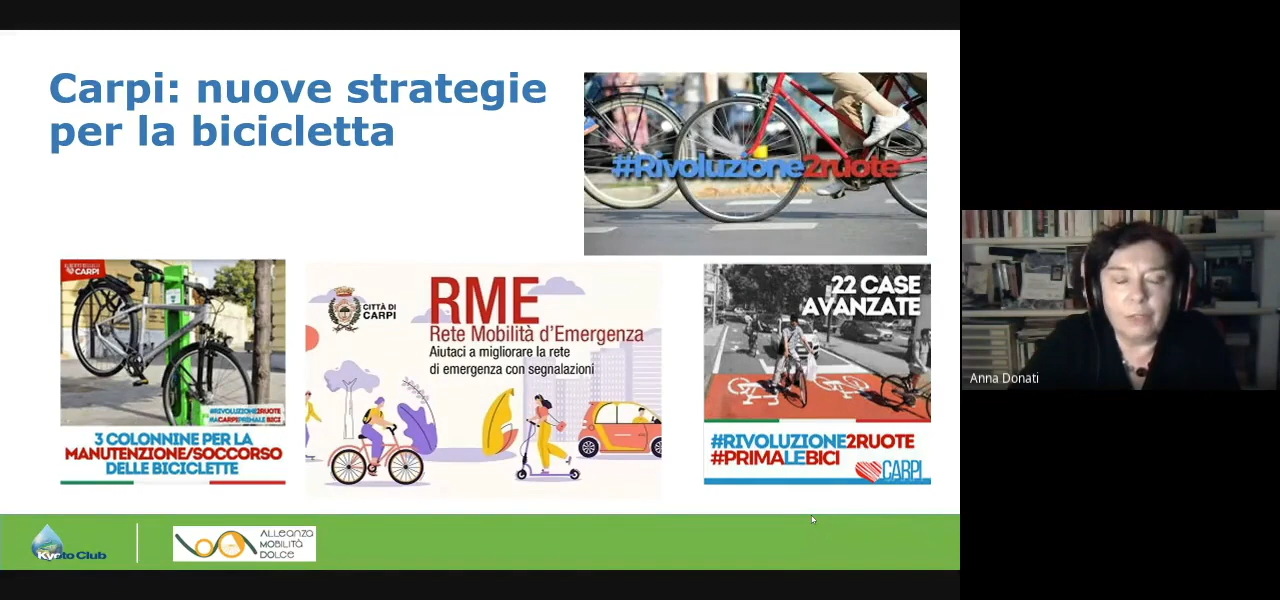 Carpi: nuove strategie
per la bicicletta
#Rivoluzione2ruote
CARPI
#RIVOLUZIONE2RUOTE
#ACARPIPRIMALEBICI
3 COLONNINE PER LA
MANUTENZIONE/SOCCORSO
DELLE BICICLETTE
CITTÀ DI
CARPI
RME
Rete Mobilità d'Emergenza
Aiutaci a migliorare la rete
di emergenza con segnalazioni
22 CASE
AVANZATE
#RIVOLUZIONE2RUOTE
#PRIMALEBICI
CARPI
Kyoto Club
ALLEANZA
MOBILITÀ
DOLCE
Anna Donati